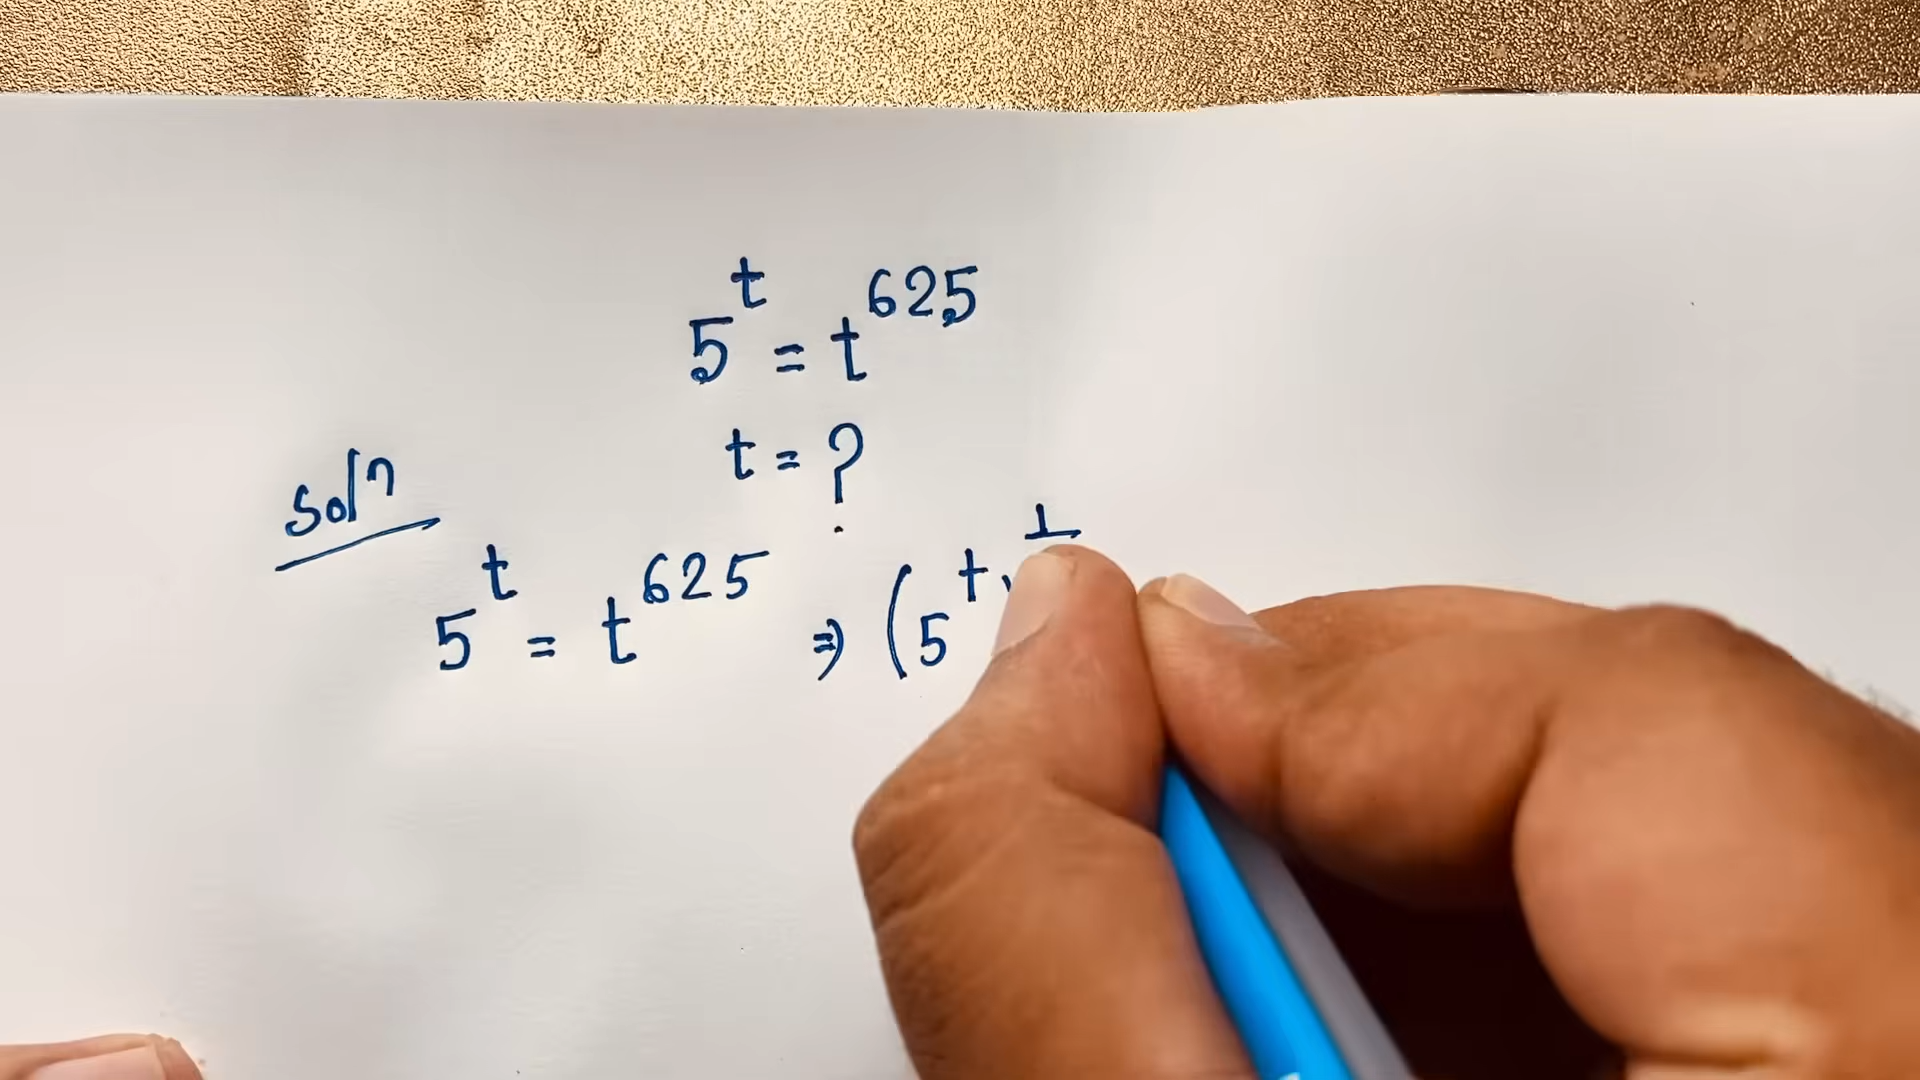 5^t = t^625
t = ?
Soln
5^t = t^625 ⇒ (5^t)^1